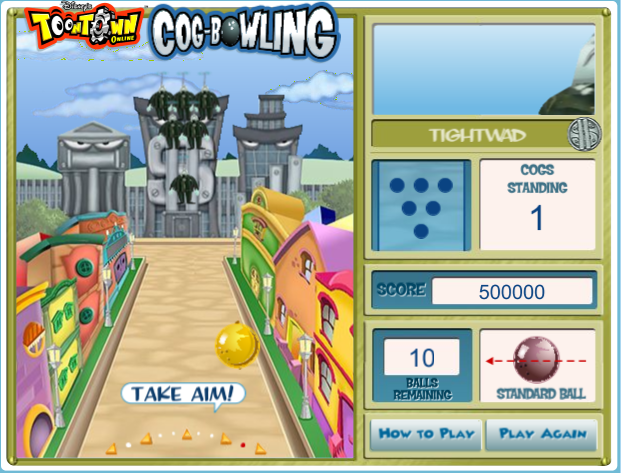 Disney's
TOONTOWN
ONLINE
COG-BOWLING
TIGHTWAD
COGS
STANDING
1
SCORE 500000
10
BALLS
REMAINING
STANDARD BALL
TAKE AIM!
HOW TO PLAY
PLAY AGAIN